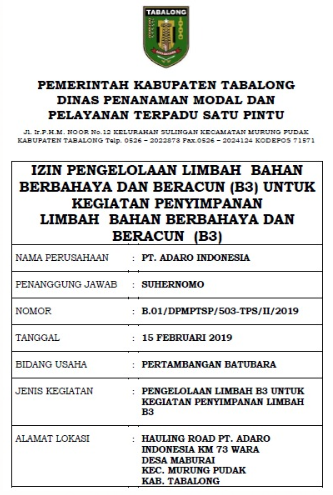 TABALONG
PEMERINTAH KABUPATEN TABALONG
DINAS PENANAMAN MODAL DAN
PELAYANAN TERPADU SATU PINTU
Jl. Ir.P.H.M. NOOR No.12 KELURAHAN SULINGAN KECAMATAN MURUNG PUDAK
KABUPATEN TABALONG Telp. 0526 – 2022873 Fax.0526 – 2024124 KODEPOS 71571
IZIN PENGELOLAAN LIMBAH BAHAN
BERBAHAYA DAN BERACUN (B3) UNTUK
KEGIATAN PENYIMPANAN
LIMBAH BAHAN BERBAHAYA DAN
BERACUN (B3)
NAMA PERUSAHAAN : PT. ADARO INDONESIA
PENANGGUNG JAWAB : SUHERNOMO
NOMOR : B.01/DPMPTSP/503-TPS/II/2019
TANGGAL : 15 FEBRUARI 2019
BIDANG USAHA : PERTAMBANGAN BATUBARA
JENIS KEGIATAN : PENGELOLAAN LIMBAH B3 UNTUK
KEGIATAN PENYIMPANAN LIMBAH
B3
ALAMAT LOKASI : HAULING ROAD PT. ADARO
INDONESIA KM 73 WARA
DESA MABURAI
KEC. MURUNG PUDAK
KAB. TABALONG